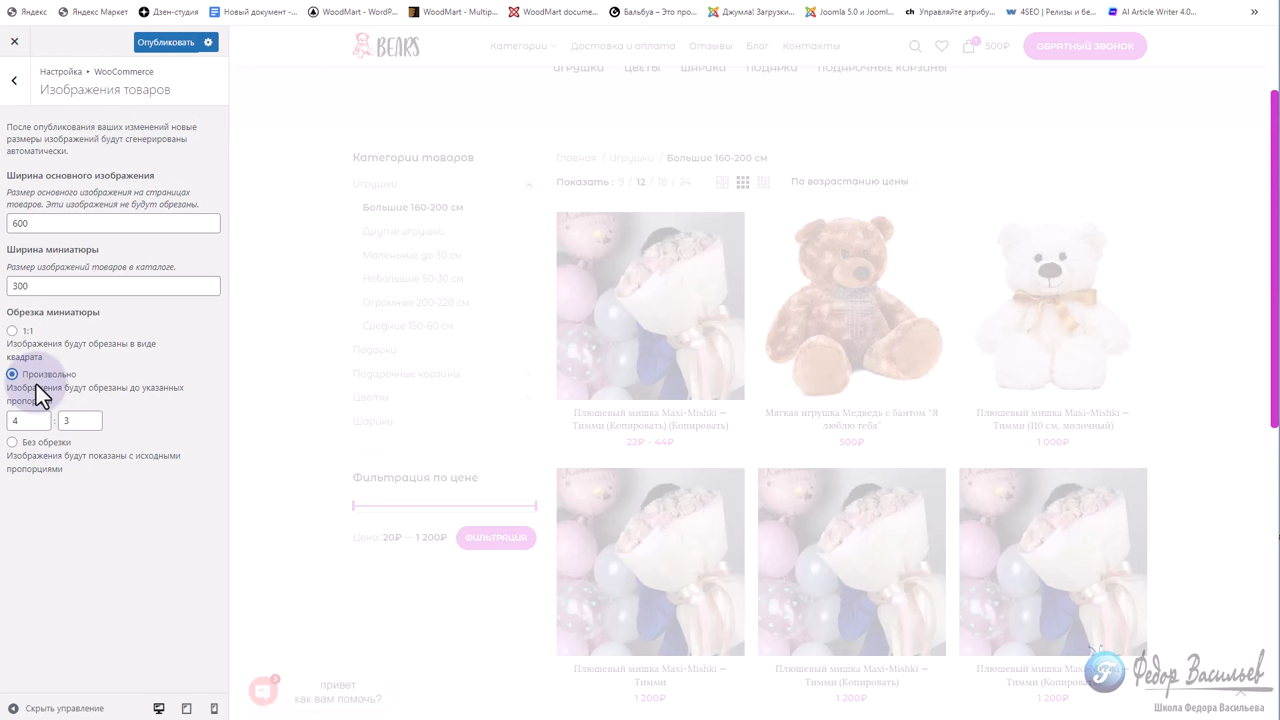 Яндекс
Яндекс Маркет
Дзен-студия
Новый документ -...
WoodMart - WordP...
WoodMart - Multip...
WoodMart docume...
Бальбуа – Это про...
Джумла! Загрузки...
Joomla 5.0 и Jooml...
Управляйте атрибу...
4SEO | Релизы и бе...
AI Article Writer 4.0...
Опубликовать
Настройка ▸ WooCommerce
Изображения товаров
После опубликования ваших изменений новые
размеры изображений будут сгенерированы
автоматически.
Ширина основного изображения
Размер основного изображения на страницах
товаров. Эти изображения не будут обрезаны.
600
Ширина миниатюры
Размер изображений товаров в каталоге.
300
Обрезка миниатюры
1:1
Изображения будут обрезаны в виде
квадрата
Произвольно
Изображения будут обрезаны до указанных
: 3
Без обрезки
Изображения будут показаны с исходными
пропорциями
Скрыть управление
BEARS
Категории
Доставка и оплата
Отзывы
Блог
Контакты
1
500₽
ОБРАТНЫЙ ЗВОНОК
ИГРУШКИ
ЦВЕТЫ
ШАРИКИ
ПОДАРКИ
ПОДАРОЧНЫЕ КОРЗИНЫ
Категории товаров
Игрушки
Большие 160-200 см
Другие игрушки
Маленькие до 30 см
Небольшие 50-30 см
Огромные 200-220 см
Средние 150-60 см
Подарки
Подарочные корзины
Цветы
Шарики
Фильтрация по цене
Цена: 20₽ — 1 200₽
ФИЛЬТРАЦИЯ
Главная / Игрушки / Большие 160-200 см
Показать : 9 / 12 / 18 / 24
По возрастанию цены
Плюшевый мишка Maxi-Mishki —
Тимми (Копировать) (Копировать)
22₽ – 44₽
Мягкая игрушка Медведь с бантом “Я
люблю тебя”
500₽
Плюшевый мишка Maxi-Mishki —
Тимми (110 см, молочный)
1 000₽
Плюшевый мишка Maxi-Mishki —
Тимми
1 200₽
Плюшевый мишка Maxi-Mishki —
Тимми (Копировать)
1 200₽
Плюшевый мишка
Тимми
1 200₽
3
привет
как вам помочь?
Федор Васильев
Школа Федора Васильева